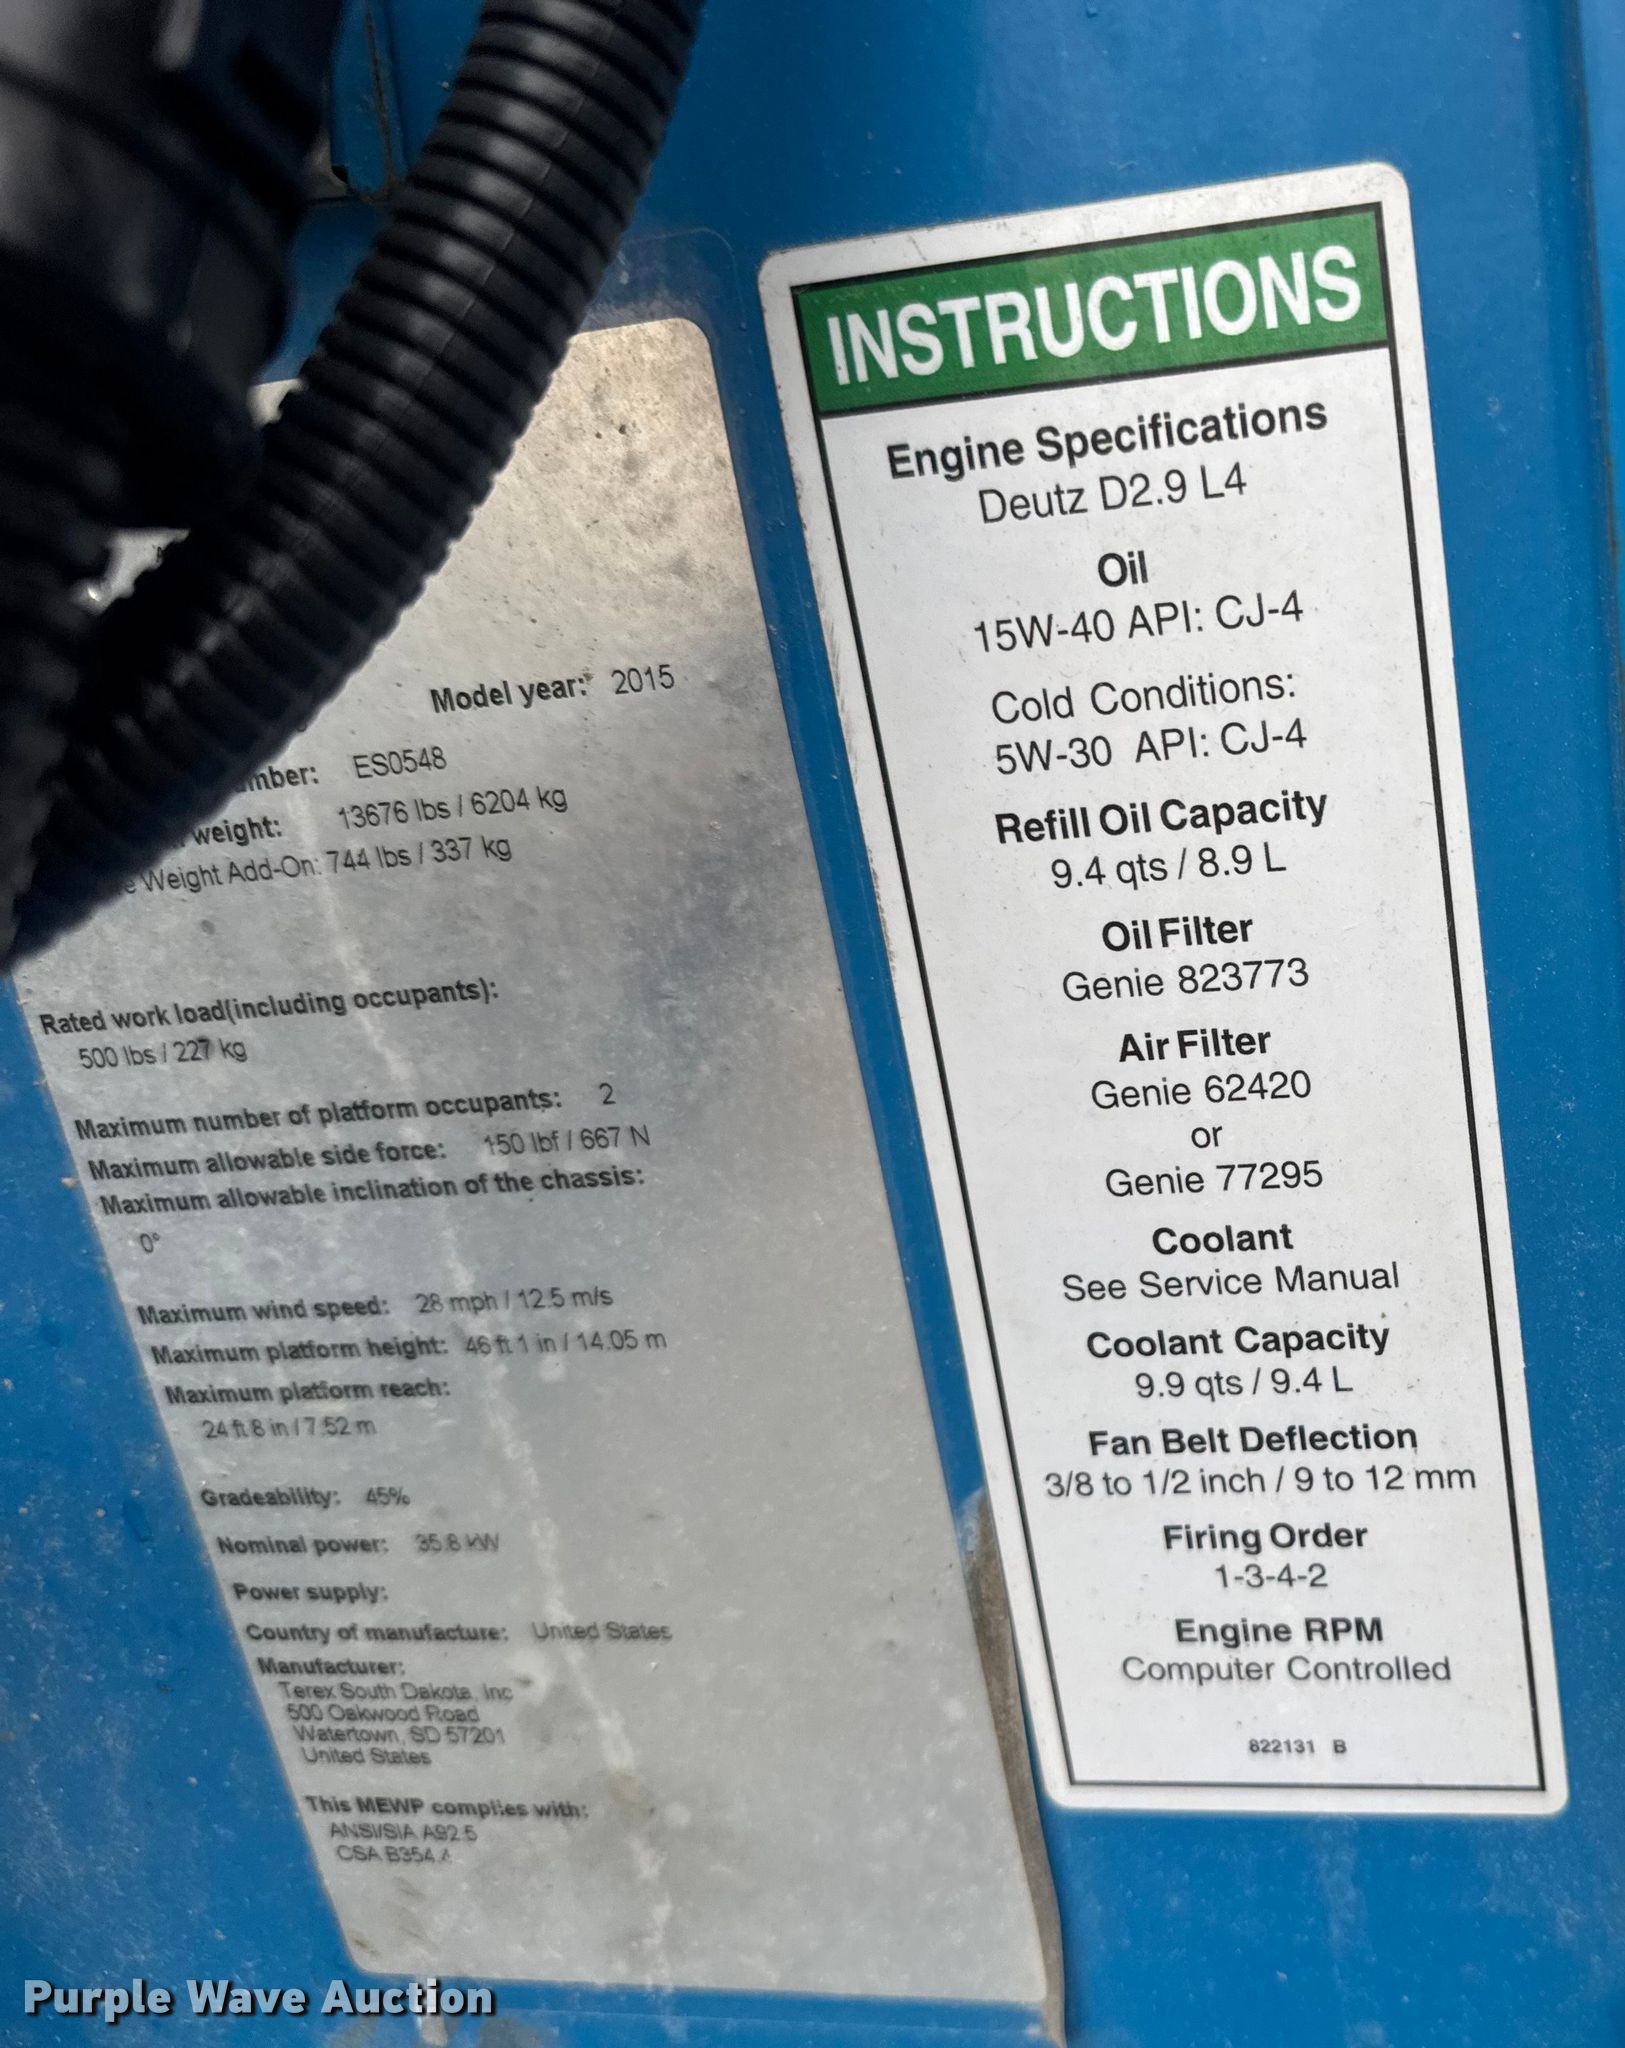 Model year: 2015
mber: ES0548
weight: 13676 lbs / 6204 kg
e Weight Add-On: 744 lbs / 337 kg
Rated work load(including occupants):
500 lbs / 227 kg
Maximum number of platform occupants: 2
Maximum allowable side force: 150 lbf / 667 N
Maximum allowable inclination of the chassis:
0°
Maximum wind speed: 28 mph / 12.5 m/s
Maximum platform height: 46 ft 1 in / 14.05 m
Maximum platform reach:
24 ft 8 in / 7.52 m
Gradeability: 45%
Nominal power: 35.8 kW
Power supply:
Country of manufacture: United States
Manufacturer:
Terex South Dakota, Inc
500 Oakwood Road
Watertown, SD 57201
United States
This MEWP complies with:
ANSI/SIA A92.5
CSA B354.4
INSTRUCTIONS
Engine Specifications
Deutz D2.9 L4
Oil
15W-40 API: CJ-4
Cold Conditions:
5W-30 API: CJ-4
Refill Oil Capacity
9.4 qts / 8.9 L
Oil Filter
Genie 823773
Air Filter
Genie 62420
or
Genie 77295
Coolant
See Service Manual
Coolant Capacity
9.9 qts / 9.4 L
Fan Belt Deflection
3/8 to 1/2 inch / 9 to 12 mm
Firing Order
1-3-4-2
Engine RPM
Computer Controlled
822131 B
Purple Wave Auction